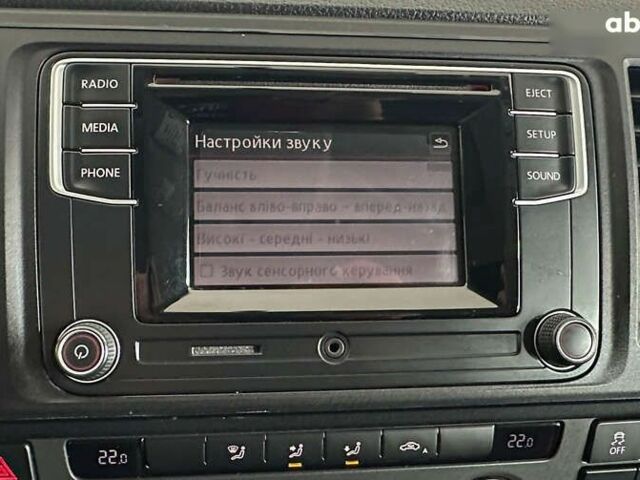 ab
RADIO
MEDIA
PHONE
EJECT
SETUP
SOUND
Настройки звуку
Гучність
Баланс вліво-вправо - вперед-назад
Високі - середні - низькі
Звук сенсорного керування
22.0
A
22.0
OFF